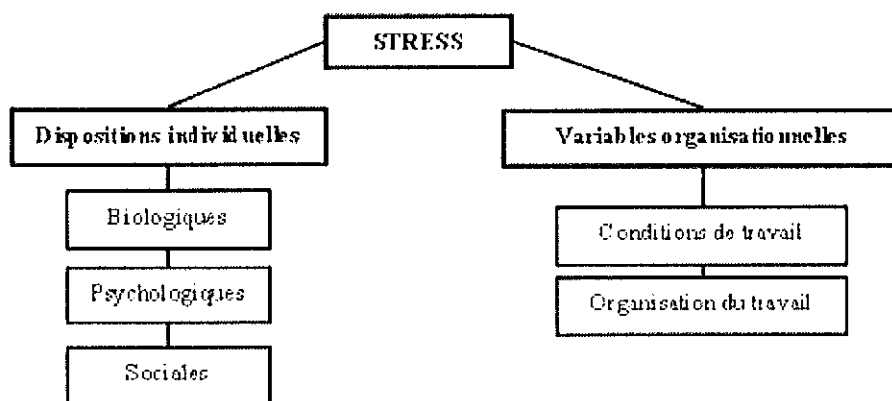 STRESS
Dispositions individuelles
Variables organisationnelles
Biologiques
Conditions de travail
Psychologiques
Organisation du travail
Sociales